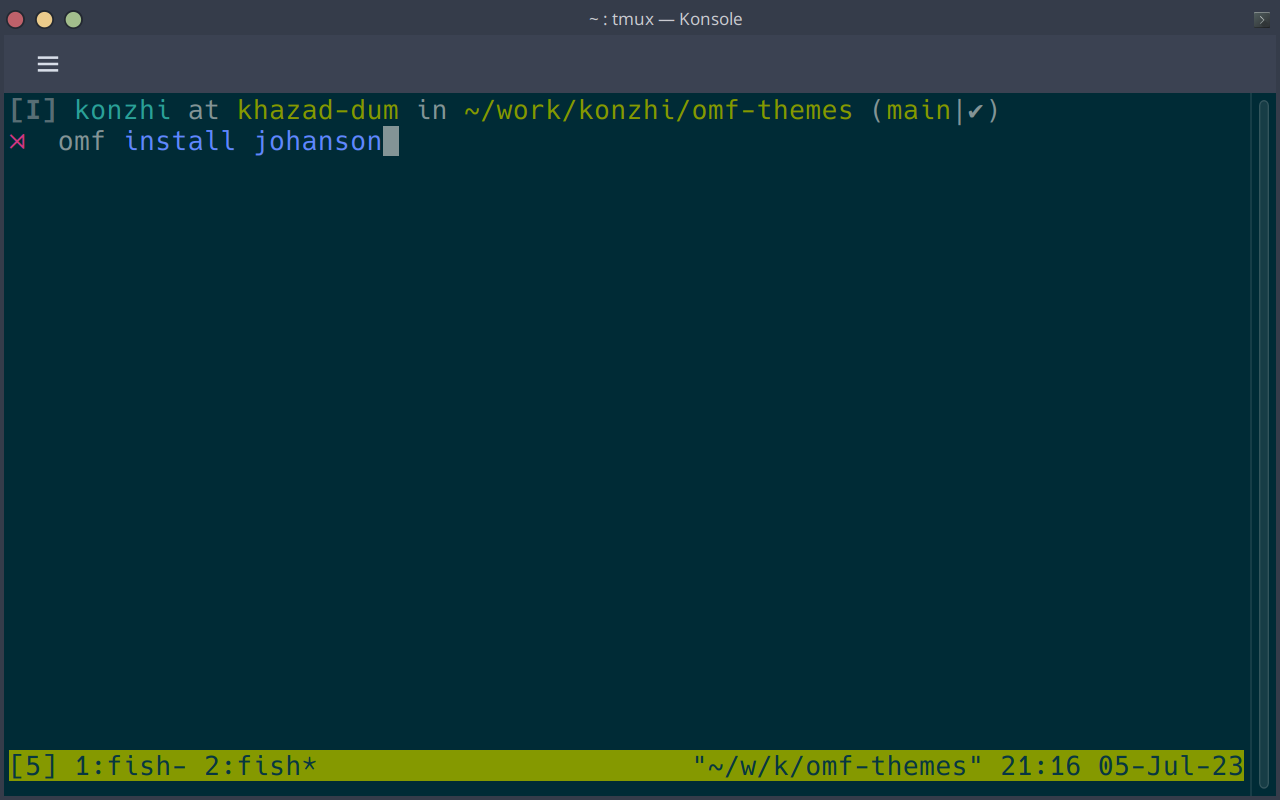 ~ : tmux — Konsole
[I] konzhi at khazad-dum in ~/work/konzhi/omf-themes (main|✔)
⋊  omf install johanson
[5] 1:fish- 2:fish* "~/w/k/omf-themes" 21:16 05-Jul-23